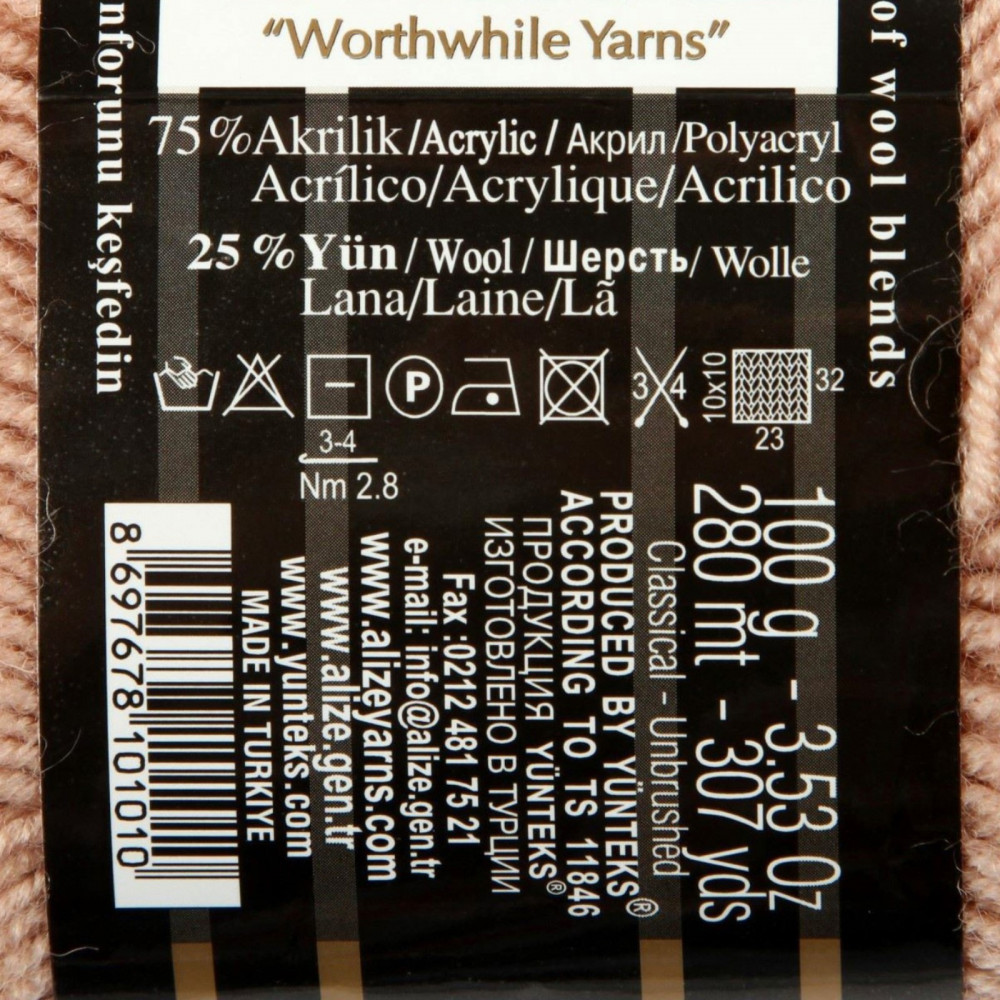 “Worthwhile Yarns”
75%Akrilik/Acrylic / Акрил/Polyacryl
Acrílico/Acrylique/Acrilico
25 % Yün/ Wool / Шерсть/ Wolle
Lana/Laine/Lã
P
3 4
10x10
32
23
3-4
Nm 2.8
nforunu keşfedin
of wool blends
100 g - 3.53 Oz
280 mt - 307 yds
Classical - Unbrushed
PRODUCED BY YÜNTEKS®
ACCORDING TO TS 11846
ПРОДУКЦИЯ YÜNTEKS®
ИЗГОТОВЛЕНО В ТУРЦИИ
Fax :0212 481 75 21
e-mail: info@alize.gen.tr
www.alizeyarns.com
www.alize.gen.tr
www.yunteks.com
MADE IN TURKIYE
8 697678 101010